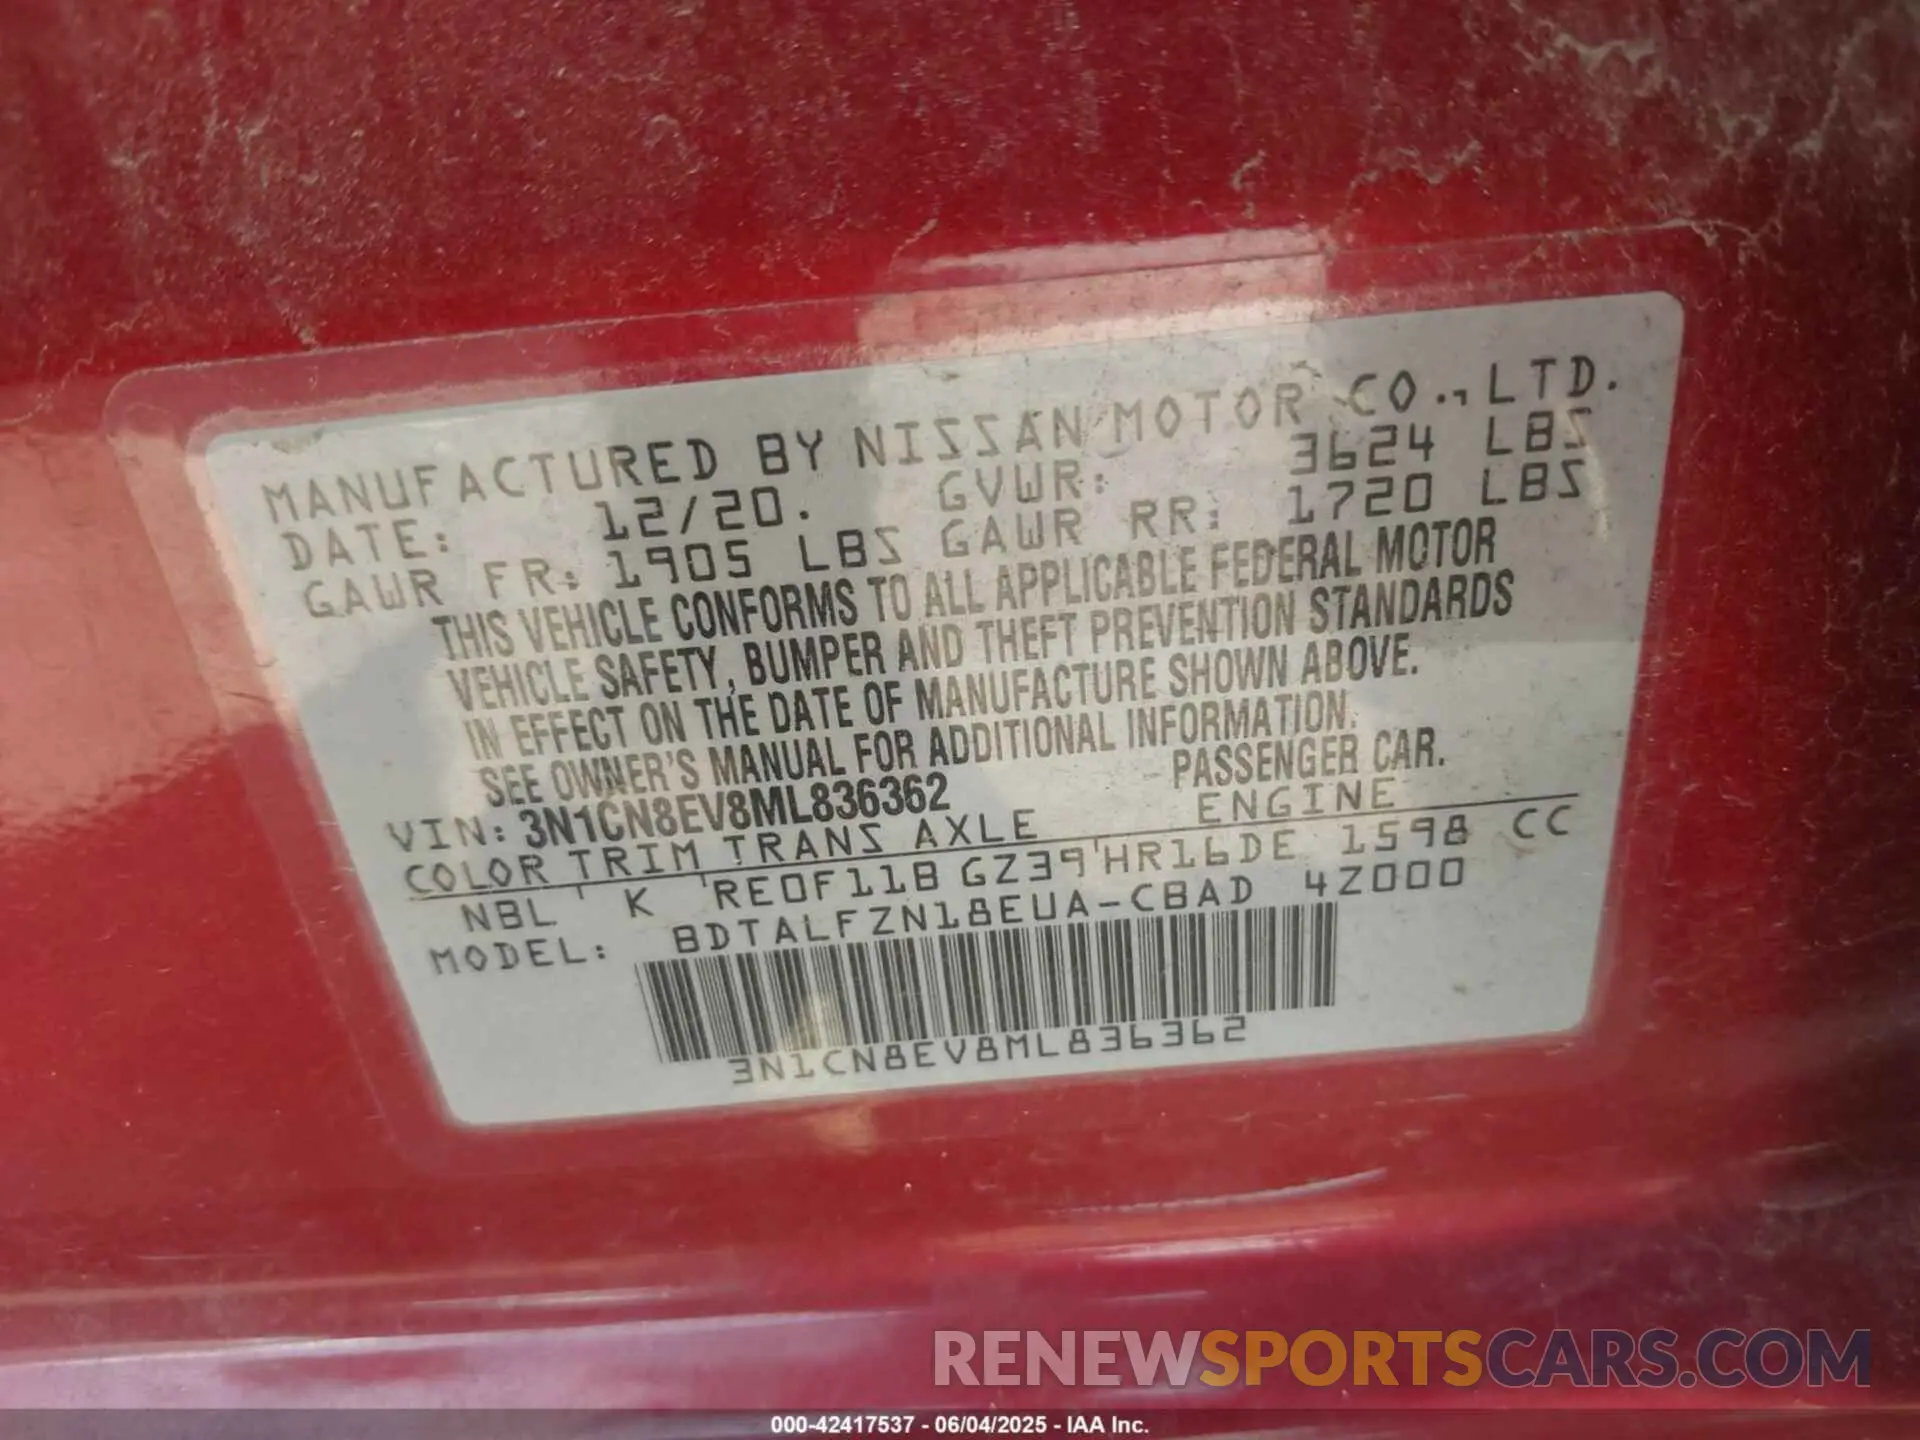 MANUFACTURED BY NISSAN MOTOR CO.,LTD.
DATE: 12/20. GVWR: 3624 LBS
GAWR FR: 1905 LBS GAWR RR: 1720 LBS
THIS VEHICLE CONFORMS TO ALL APPLICABLE FEDERAL MOTOR
VEHICLE SAFETY, BUMPER AND THEFT PREVENTION STANDARDS
IN EFFECT ON THE DATE OF MANUFACTURE SHOWN ABOVE.
SEE OWNER'S MANUAL FOR ADDITIONAL INFORMATION.
VIN: 3N1CN8EV8ML836362 PASSENGER CAR.
COLOR TRIM TRANS AXLE ENGINE
NBL K RE0F11B GZ39 HR16DE 1598 CC
MODEL: BDTALFZN18EUA-CBAD 4Z000
3N1CN8EV8ML836362
RENEWSPORTSCARS.COM
000-42417537 - 06/04/2025 - IAA Inc.